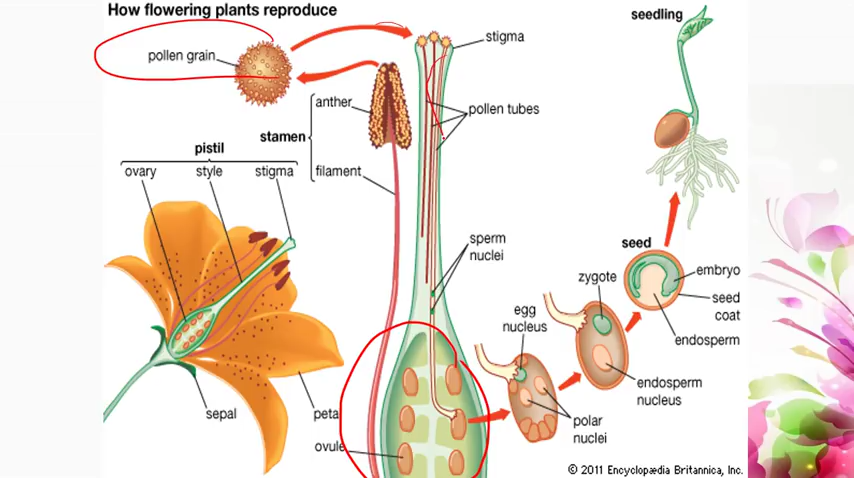 How flowering plants reproduce
pollen grain
stigma
seedling
anther
stamen
filament
pollen tubes
pistil
ovary style stigma
sperm
nuclei
seed
embryo
seed
coat
endosperm
zygote
egg
nucleus
endosperm
nucleus
polar
nuclei
sepal
peta
ovule
© 2011 Encyclopædia Britannica, Inc.